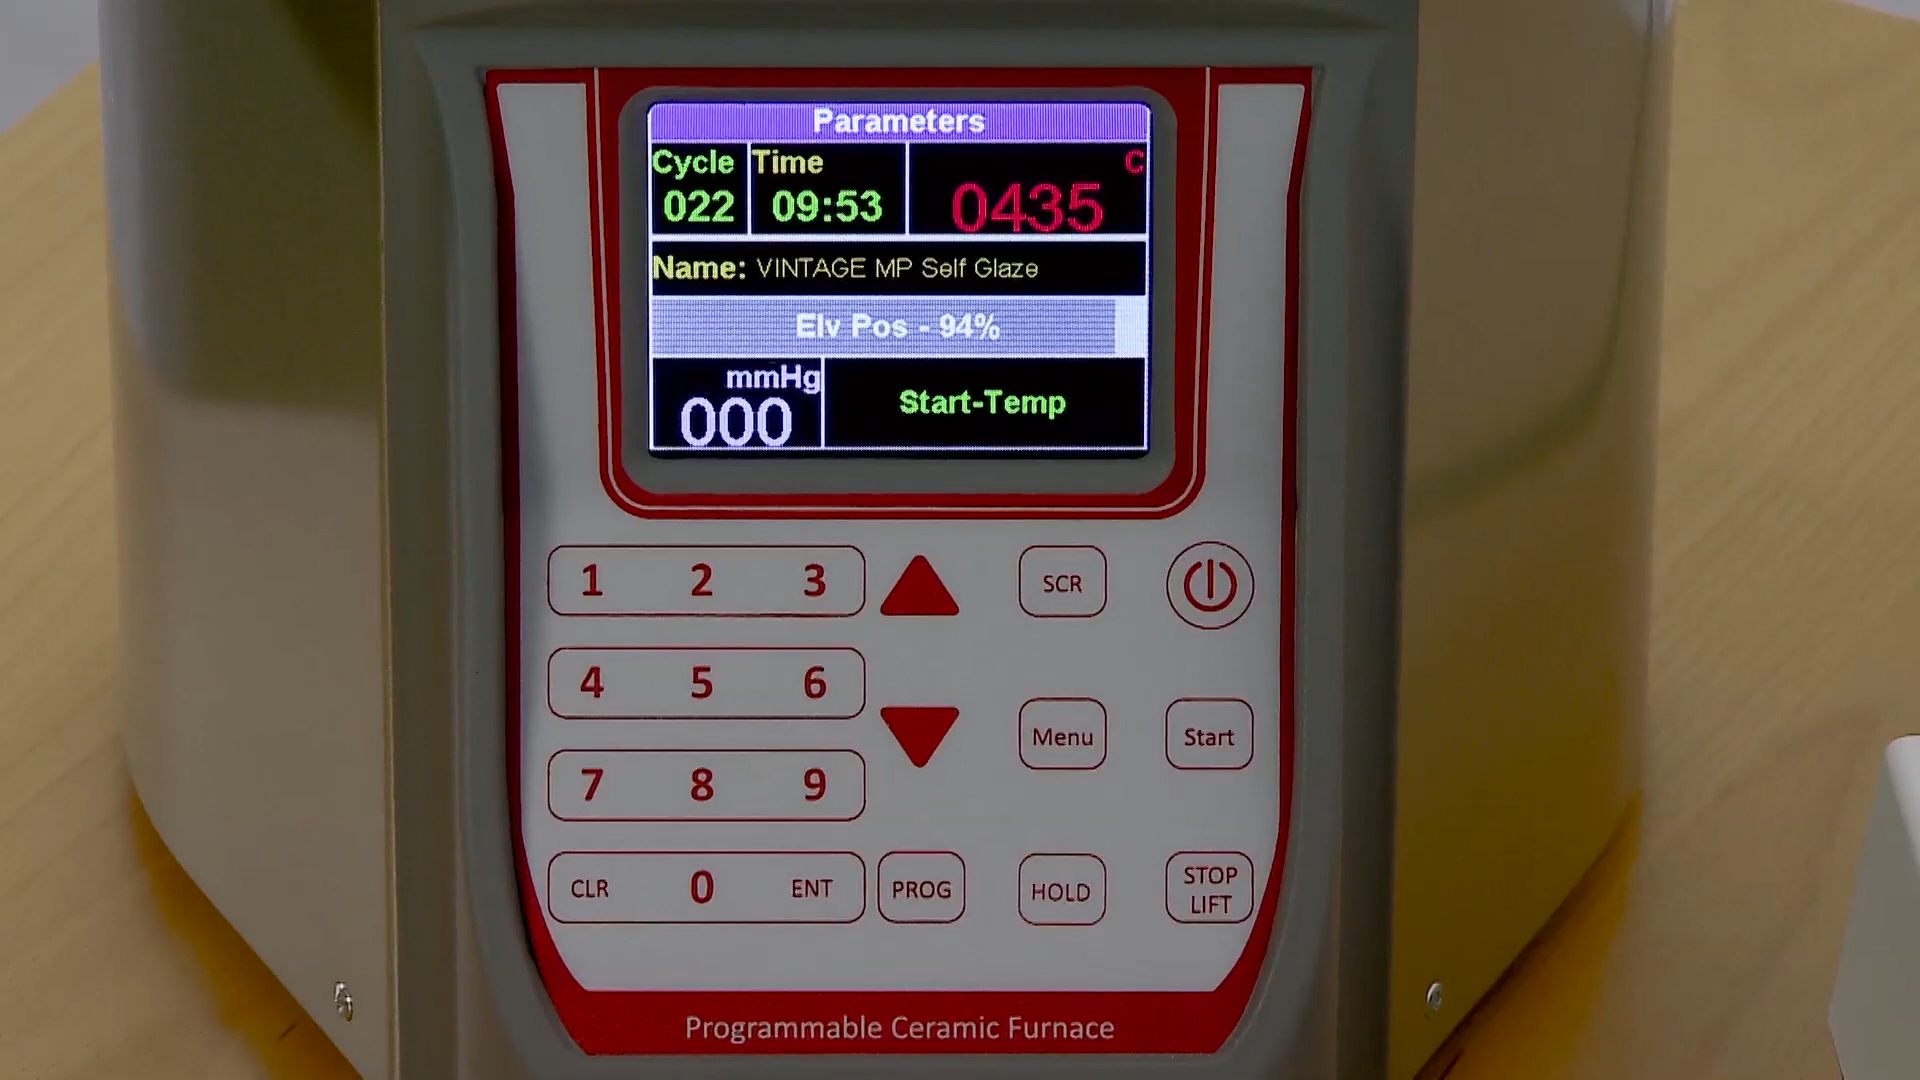 Parameters
Cycle Time C
022 09:53 0435
Name: VINTAGE MP Self Glaze
Elv Pos - 94%
mmHg
000 Start-Temp
1 2 3 SCR
4 5 6
Menu Start
7 8 9
CLR 0 ENT PROG HOLD STOP
LIFT
Programmable Ceramic Furnace